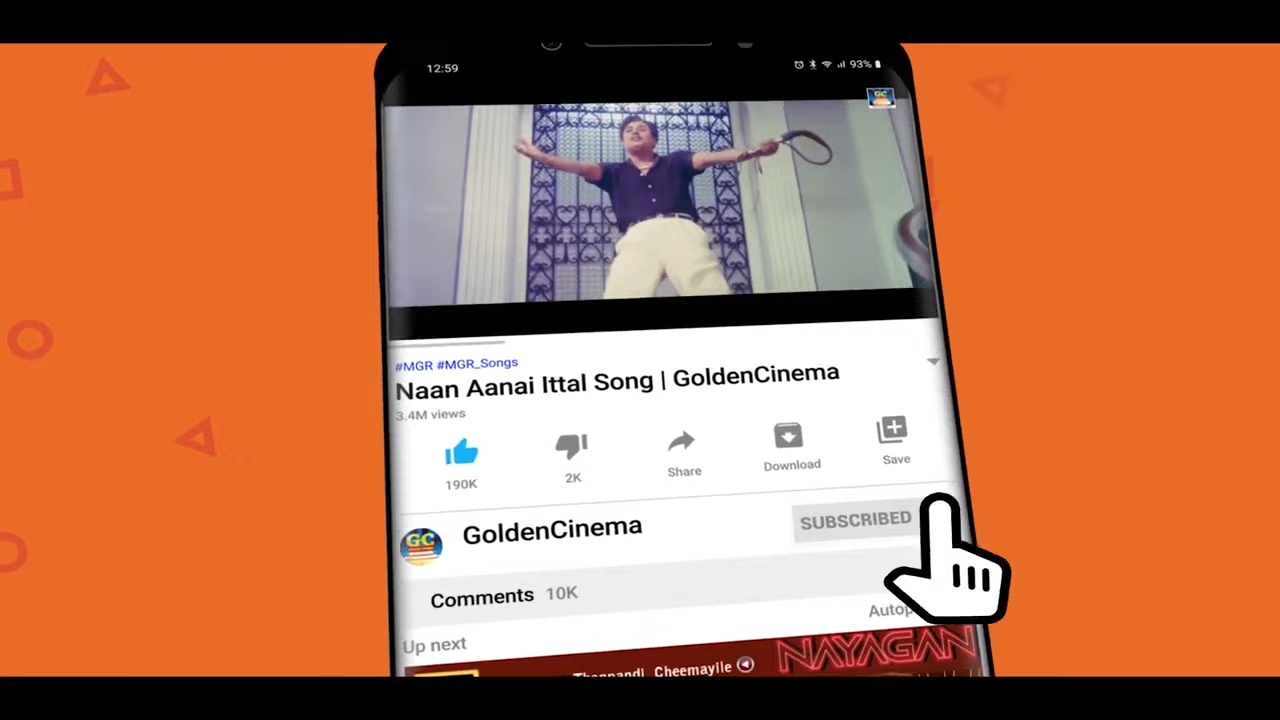 12:59
93%
GC
#MGR #MGR_Songs
Naan Aanai Ittal Song | GoldenCinema
3.4M views
190K
2K
Share
Download
Save
GC
GoldenCinema
SUBSCRIBED
Comments 10K
Up next
Cheemayile
NAYAGAN